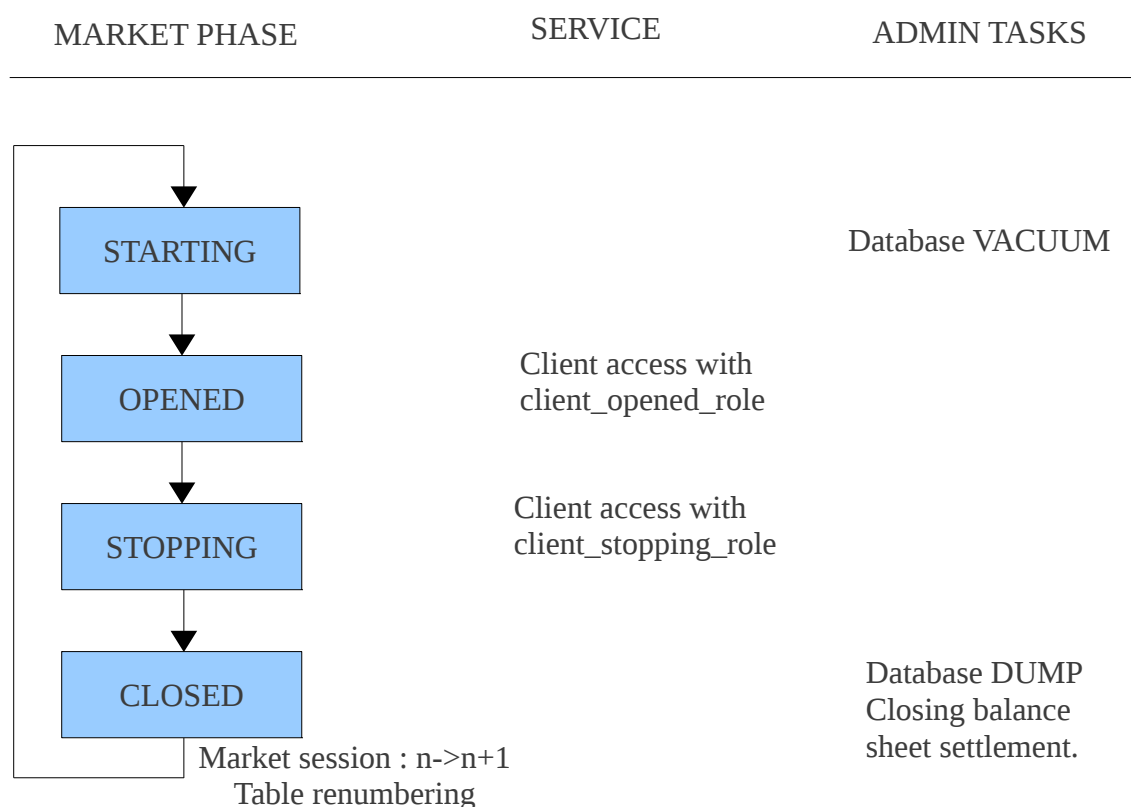 MARKET PHASE
SERVICE
ADMIN TASKS
STARTING
Database VACUUM
OPENED
Client access with
client_opened_role
STOPPING
Client access with
client_stopping_role
CLOSED
Database DUMP
Closing balance
sheet settlement.
Market session : n->n+1
Table renumbering